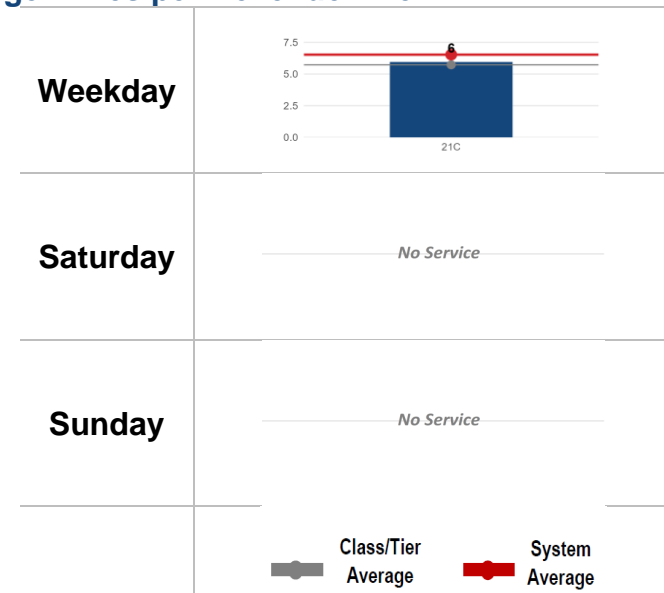 Weekday
7.5
5.0
2.5
0.0
6
21C
Saturday
No Service
Sunday
No Service
Class/Tier
Average
System
Average